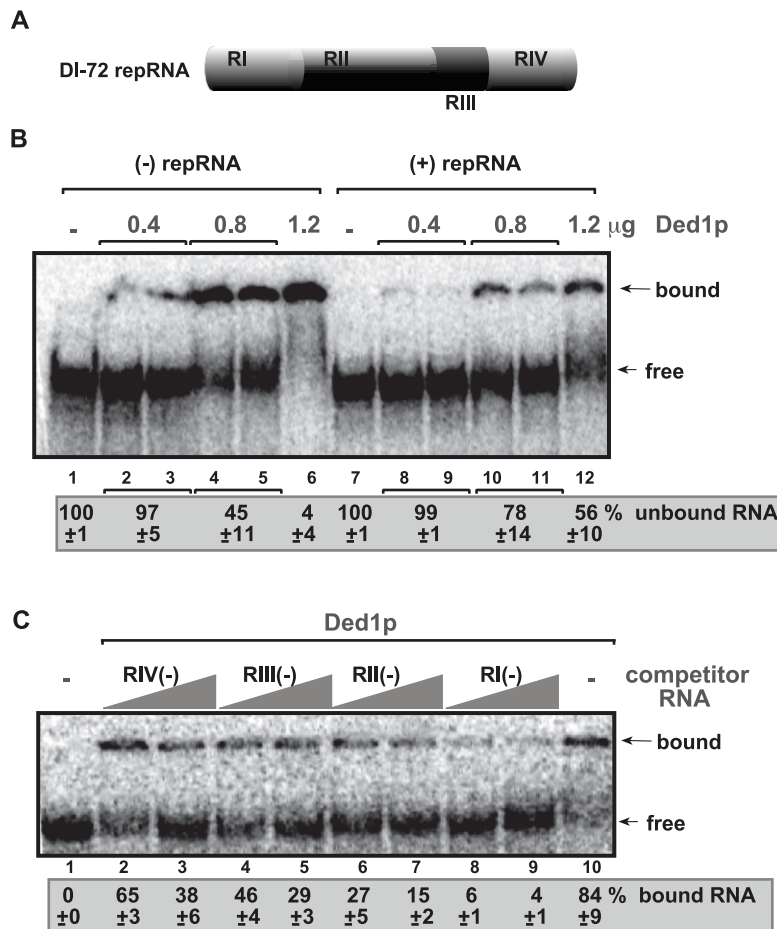 A
DI-72 repRNA
RI RII RIV
RIII
B
(-) repRNA (+) repRNA
- 0.4 0.8 1.2 - 0.4 0.8 1.2 μg Ded1p
bound
free
1 2 3 4 5 6 7 8 9 10 11 12
100 97 45 4 100 99 78 56 % unbound RNA
±1 ±5 ±11 ±4 ±1 ±1 ±14 ±10
C
Ded1p
- RIV(-) RIII(-) RII(-) RI(-) - competitor
RNA
bound
free
1 2 3 4 5 6 7 8 9 10
0 65 38 46 29 27 15 6 4 84 % bound RNA
±0 ±3 ±6 ±4 ±3 ±5 ±2 ±1 ±1 ±9